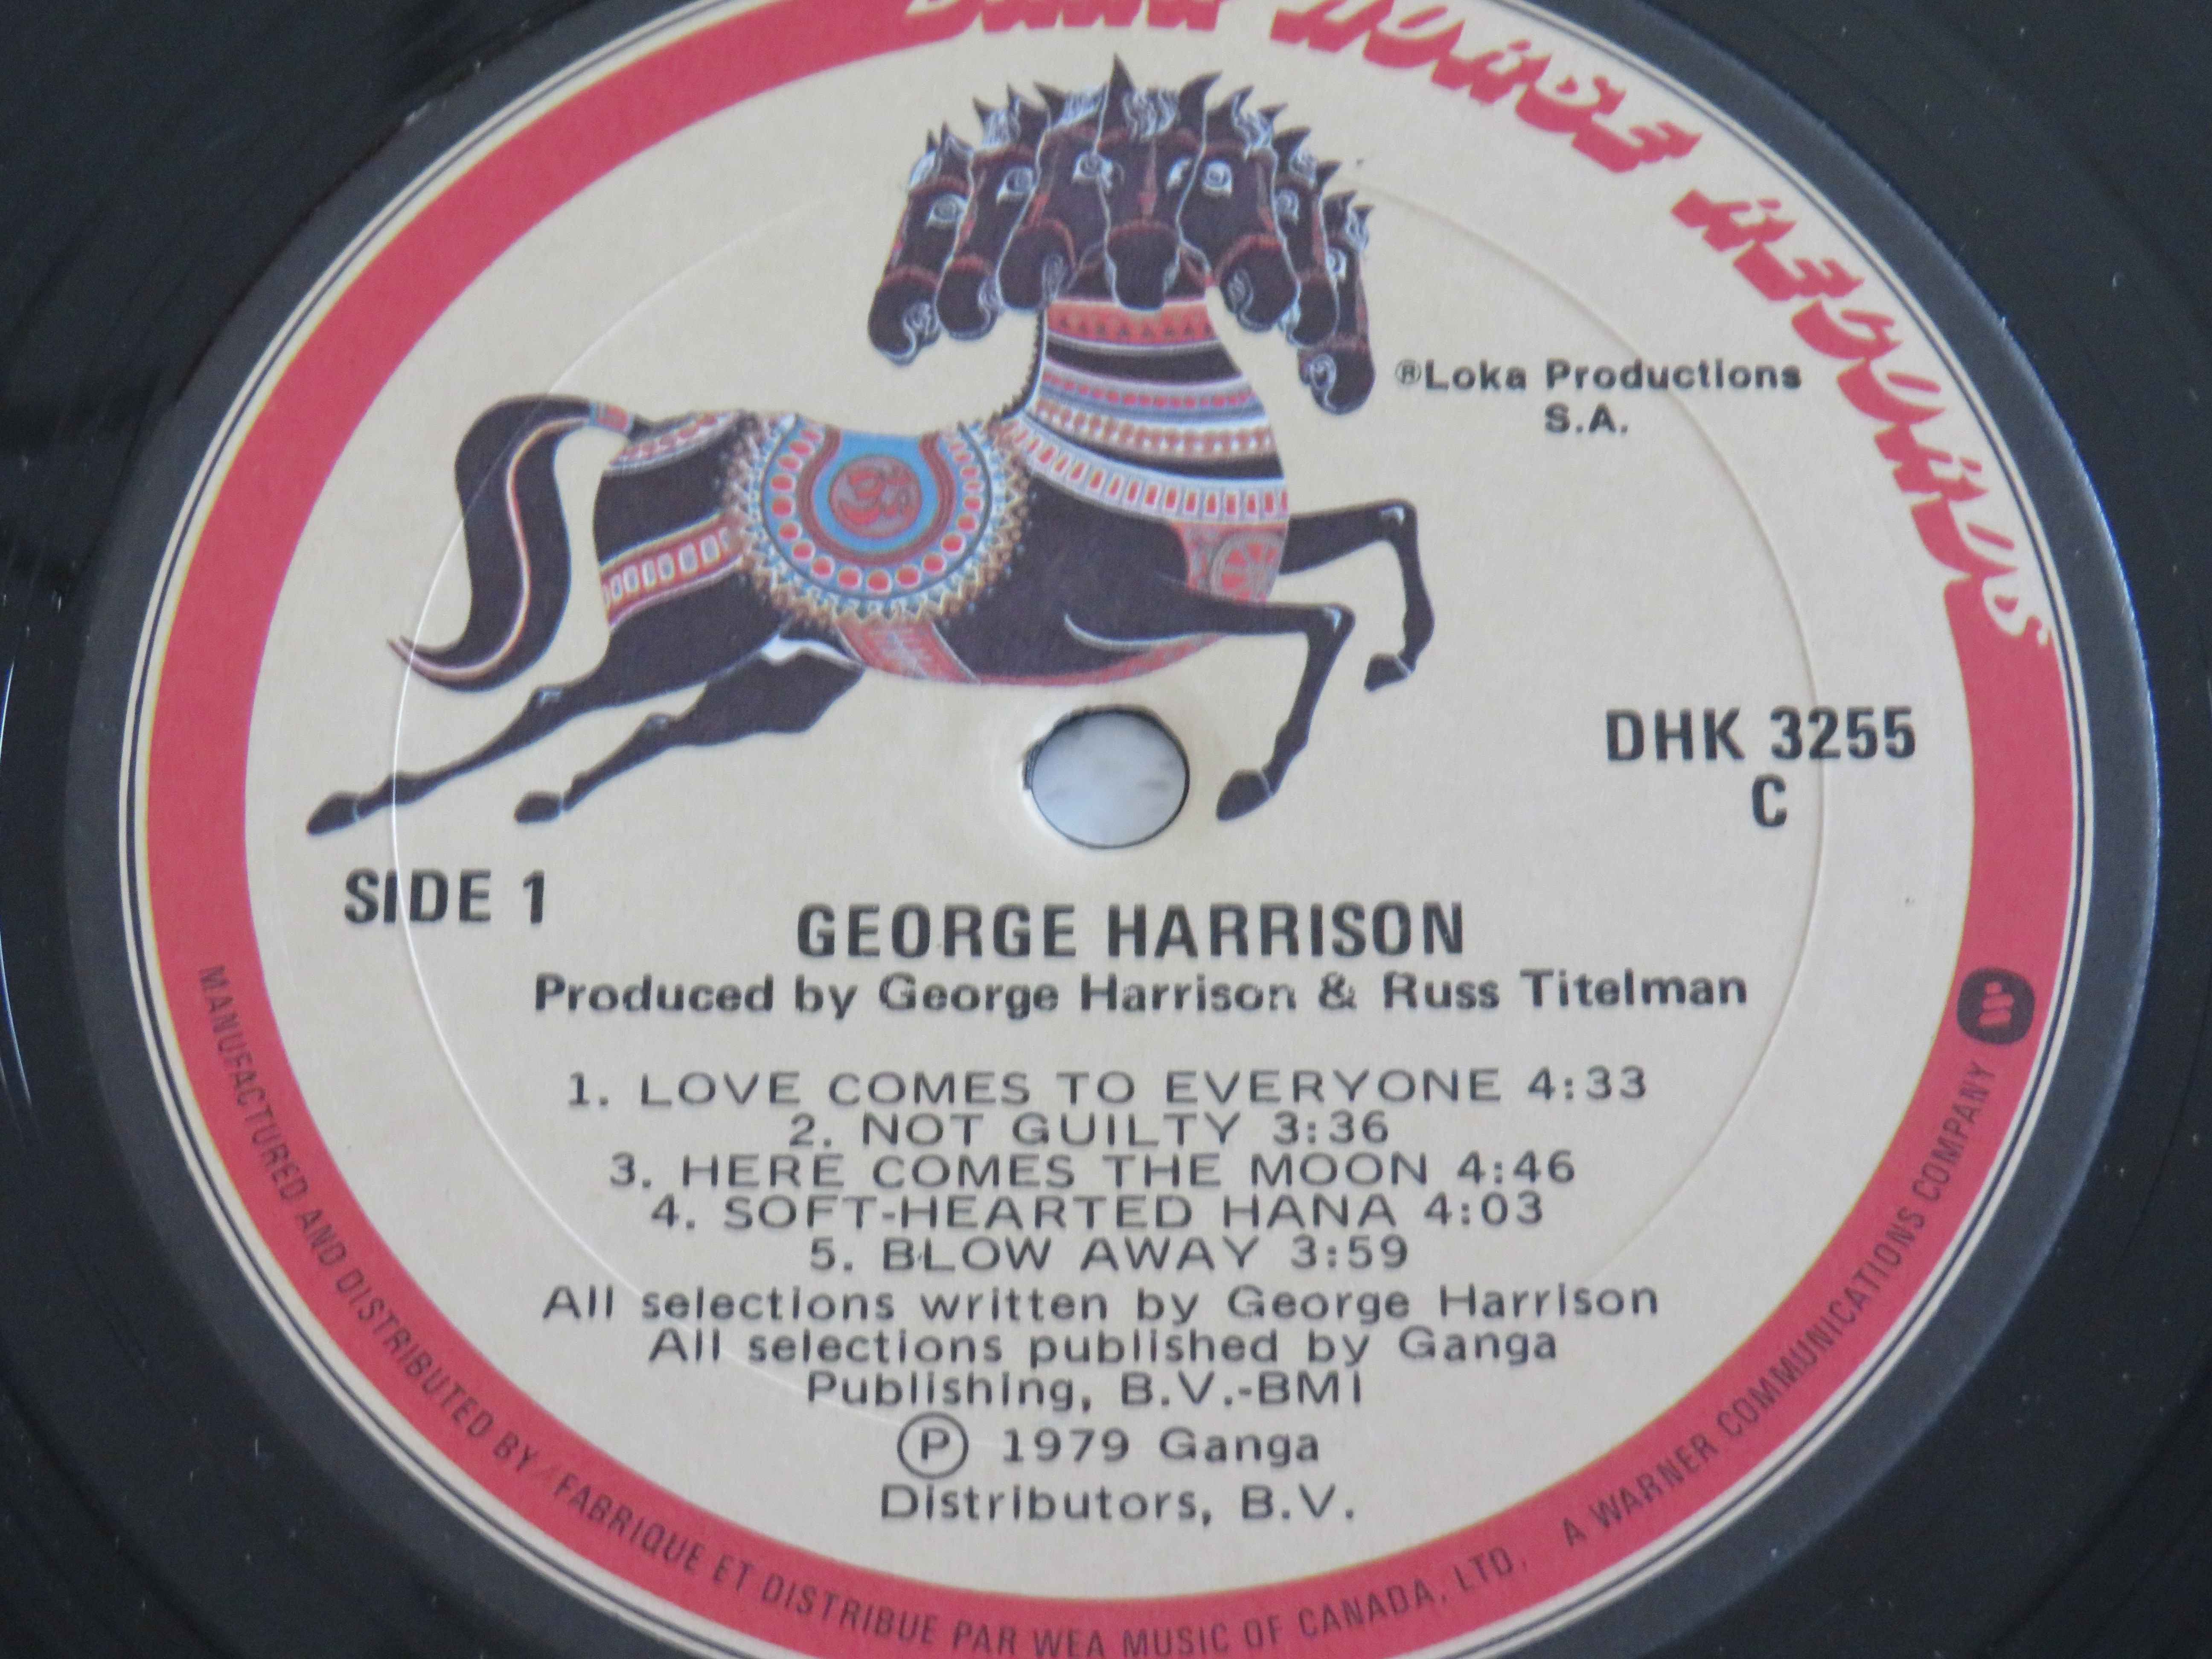 DARK HORSE RECORDS
®Loka Productions
S.A.
DHK 3255
C
SIDE 1
GEORGE HARRISON
Produced by George Harrison & Russ Titelman
1. LOVE COMES TO EVERYONE 4:33
2. NOT GUILTY 3:36
3. HERE COMES THE MOON 4:46
4. SOFT-HEARTED HANA 4:03
5. BLOW AWAY 3:59
All selections written by George Harrison
All selections published by Ganga
Publishing, B.V.-BMI
Ⓟ 1979 Ganga
Distributors, B.V.
MANUFACTURED AND DISTRIBUTED BY/FABRIQUE ET DISTRIBUE PAR WEA MUSIC OF CANADA, LTD. A WARNER COMMUNICATIONS COMPANY